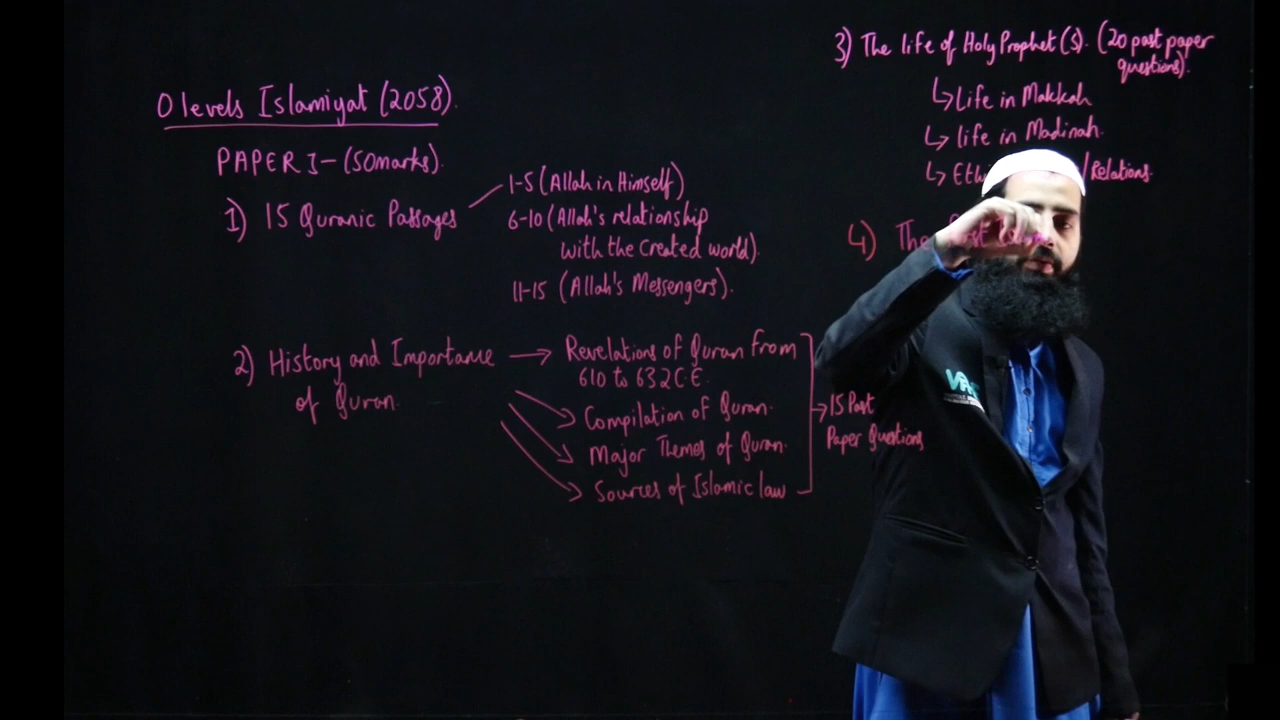 O levels Islamiyat (2058).
PAPER 1- (50marks).
1) 15 Quranic Passages
1-5 (Allah in Himself)
6-10 (Allah's relationship
with the created world).
11-15 (Allah's Messengers).
2) History and Importance
of Quran.
Revelations of Quran from
610 to 632 C.E.
Compilation of Quran.
Major Themes of Quran.
Sources of Islamic law
15 Past
Paper Questions
3) The life of Holy Prophet (s). (20 past paper
questions).
Life in Makkah
life in Madinah.
/Relations.
4) The